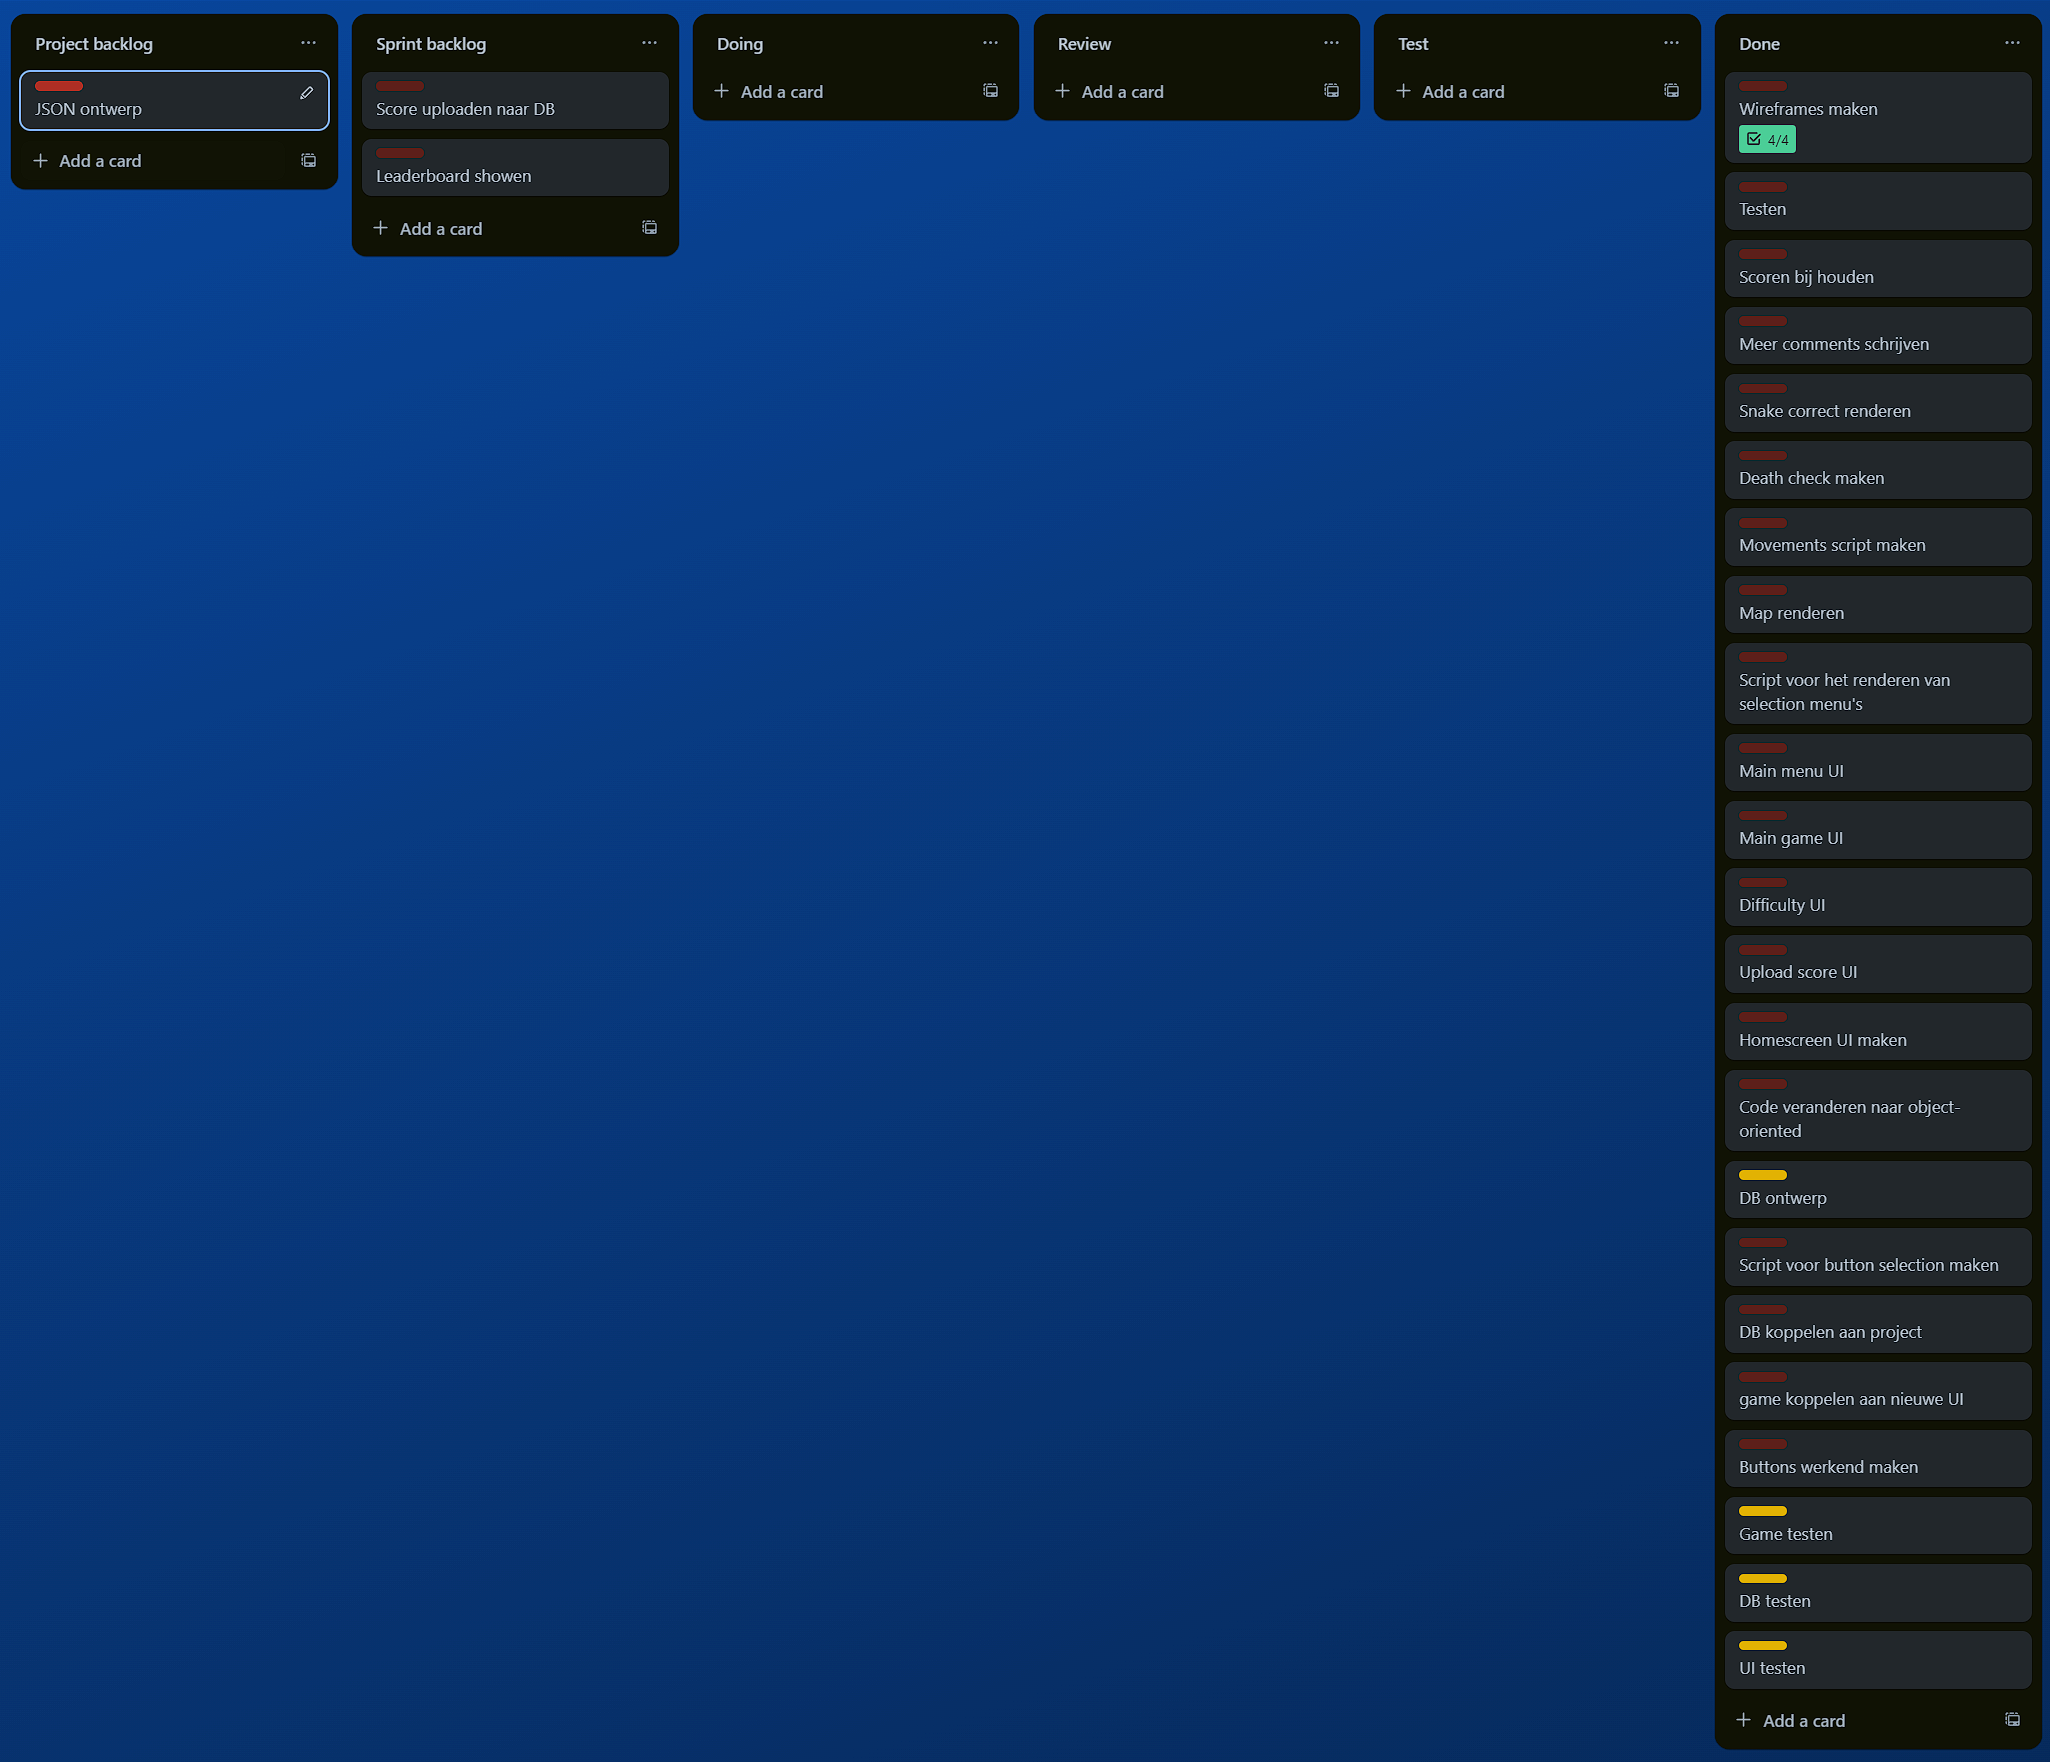 Project backlog
JSON ontwerp
Add a card
Sprint backlog
Score uploaden naar DB
Leaderboard showen
Add a card
Doing
Add a card
Review
Add a card
Test
Add a card
Done
Wireframes maken
4/4
Testen
Scoren bij houden
Meer comments schrijven
Snake correct renderen
Death check maken
Movements script maken
Map renderen
Script voor het renderen van
selection menu's
Main menu UI
Main game UI
Difficulty UI
Upload score UI
Homescreen UI maken
Code veranderen naar object-
oriented
DB ontwerp
Script voor button selection maken
DB koppelen aan project
game koppelen aan nieuwe UI
Buttons werkend maken
Game testen
DB testen
UI testen
Add a card